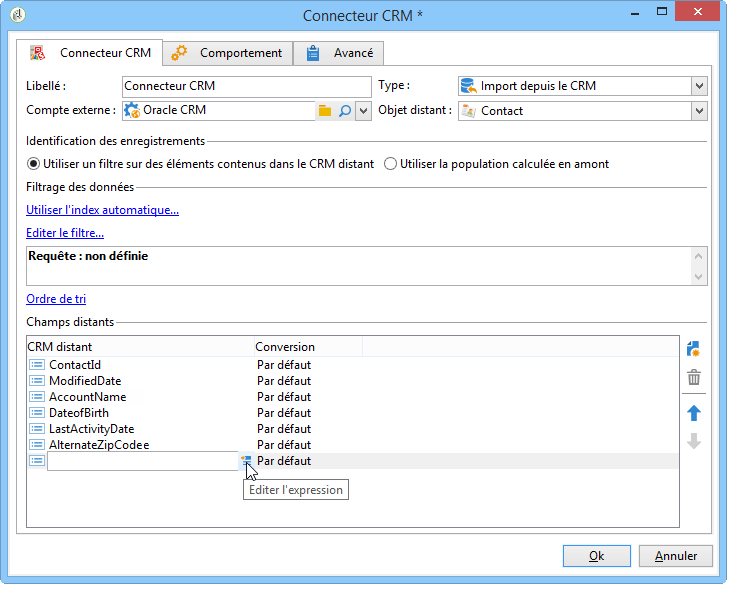 Connecteur CRM *
Connecteur CRM Comportement Avancé
Libellé : Connecteur CRM Type : Import depuis le CRM
Compte externe : Oracle CRM Objet distant : Contact
Identification des enregistrements
Utiliser un filtre sur des éléments contenus dans le CRM distant Utiliser la population calculée en amont
Filtrage des données
Utiliser l'index automatique...
Editer le filtre...
Requête : non définie
Ordre de tri
Champs distants
CRM distant Conversion
ContactId Par défaut
ModifiedDate Par défaut
AccountName Par défaut
DateofBirth Par défaut
LastActivityDate Par défaut
AlternateZipCodee Par défaut
Par défaut
Editer l'expression
Ok Annuler